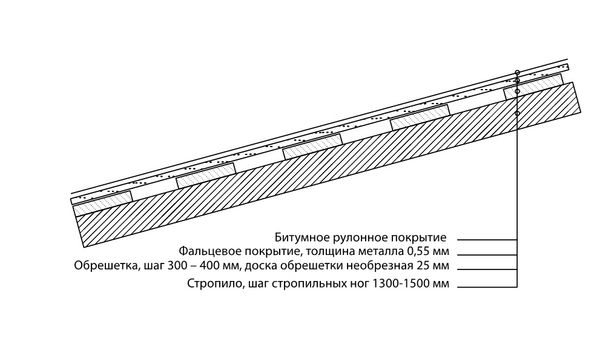 Битумное рулонное покрытие
Фальцевое покрытие, толщина металла 0,55 мм
Обрешетка, шаг 300 – 400 мм, доска обрешетки необрезная 25 мм
Стропило, шаг стропильных ног 1300-1500 мм